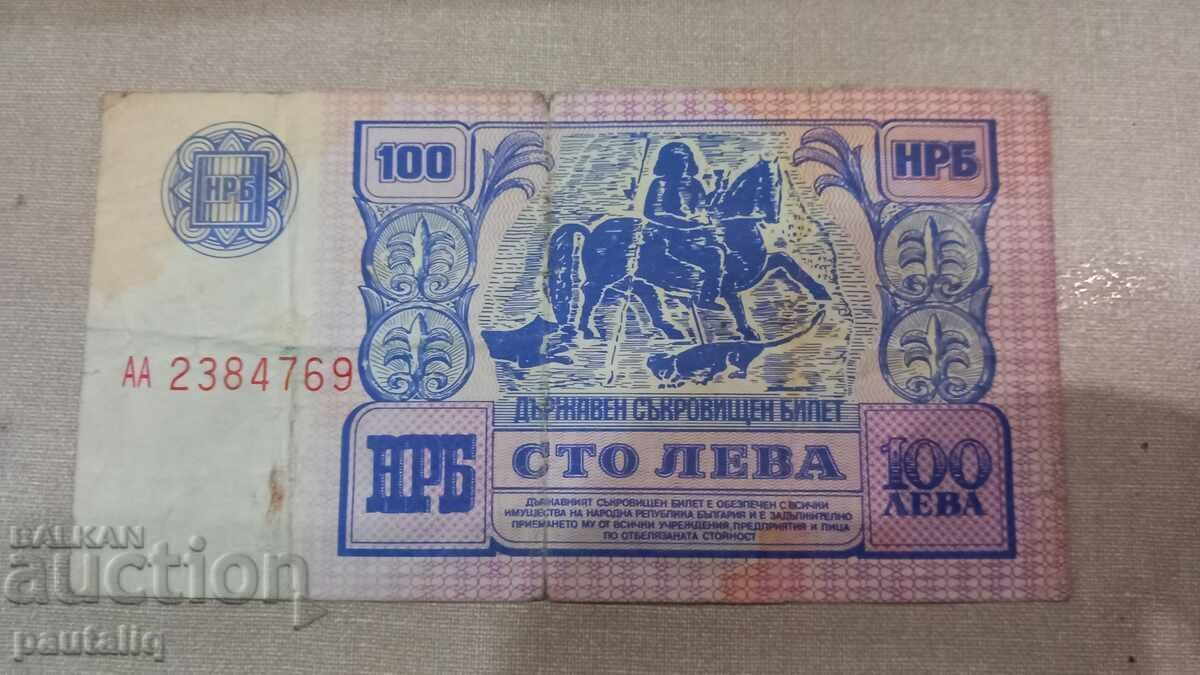 100
НРБ
НРБ
АА 2384769
ДЪРЖАВЕН СЪКРОВИЩЕН БИЛЕТ
НРБ
СТО ЛЕВА
100
ЛЕВА
ДЪРЖАВНИЯТ СЪКРОВИЩЕН БИЛЕТ Е ОБЕЗПЕЧЕН С ВСИЧКИ
ИМУЩЕСТВА НА НАРОДНА РЕПУБЛИКА БЪЛГАРИЯ И Е ЗАДЪЛЖИТЕЛНО
ПРИЕМАНЕТО МУ ОТ ВСИЧКИ УЧРЕЖДЕНИЯ, ПРЕДПРИЯТИЯ И ЛИЦА
ПО ОТБЕЛЯЗАНАТА СТОЙНОСТ
BALKAN
auction
pautaliq